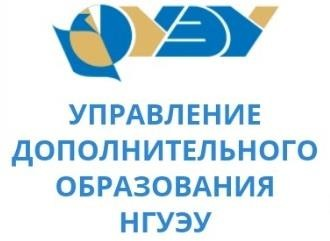 НГУЭУ
УПРАВЛЕНИЕ
ДОПОЛНИТЕЛЬНОГО
ОБРАЗОВАНИЯ
НГУЭУ